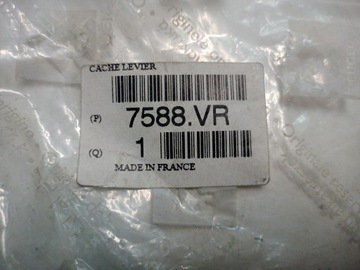 CACHE LEVIER
(P) 7588.VR
(Q) 1
MADE IN FRANCE